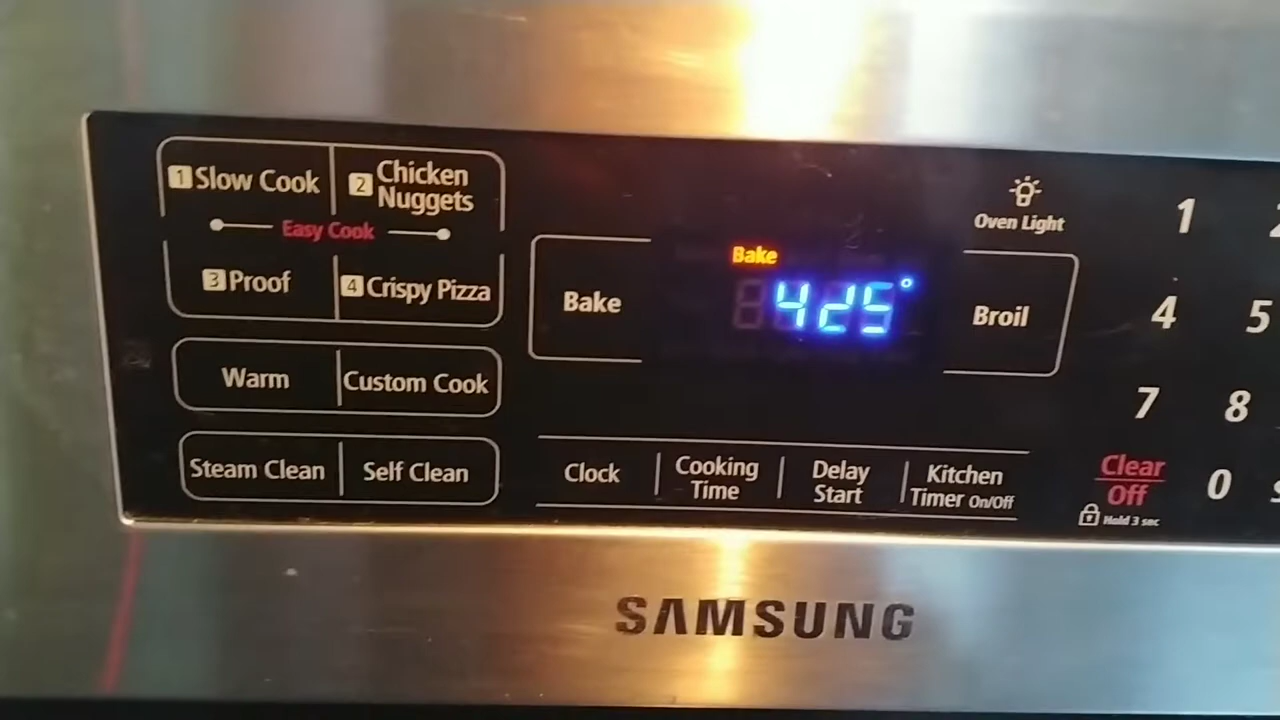 1 Slow Cook
2 Chicken
Nuggets
Easy Cook
3 Proof
4 Crispy Pizza
Warm
Custom Cook
Steam Clean
Self Clean
Bake
Bake
425°
Broil
Clock
Cooking
Time
Delay
Start
Kitchen
Timer On/Off
Oven Light
1 2
4 5
7 8
Clear
Off
0
Hold 3 sec
SAMSUNG